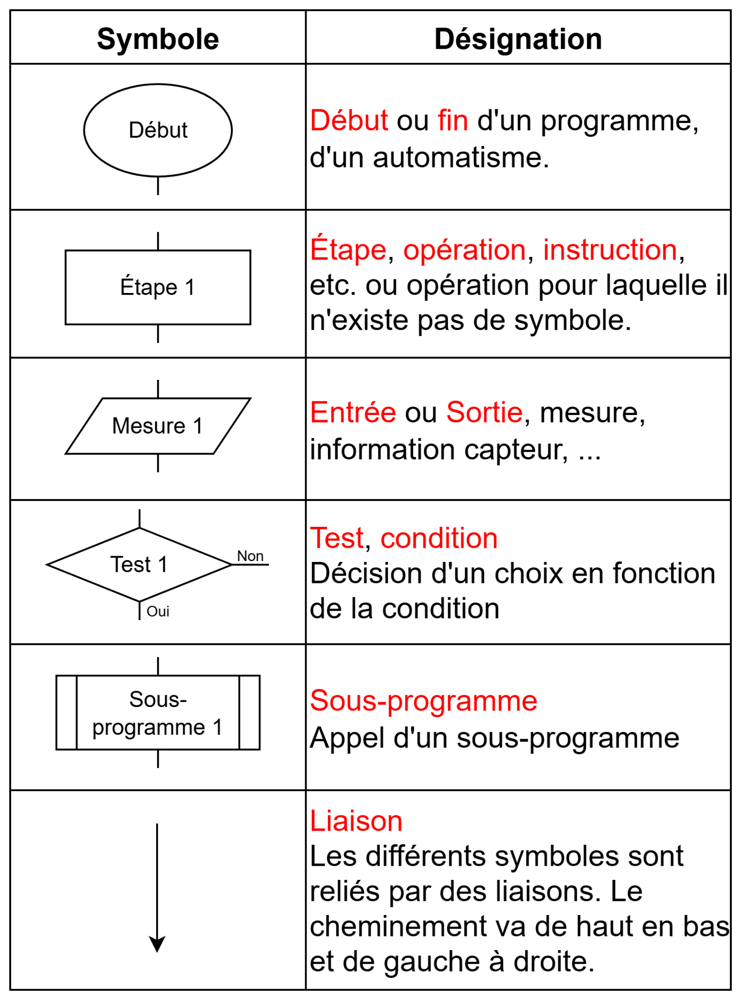 Symbole
Désignation
Début
Début ou fin d'un programme,
d'un automatisme.
Étape 1
Étape, opération, instruction,
etc. ou opération pour laquelle il
n'existe pas de symbole.
Mesure 1
Entrée ou Sortie, mesure,
information capteur, ...
Test 1
Non
Oui
Test, condition
Décision d'un choix en fonction
de la condition
Sous-
programme 1
Sous-programme
Appel d'un sous-programme
Liaison
Les différents symboles sont
reliés par des liaisons. Le
cheminement va de haut en bas
et de gauche à droite.